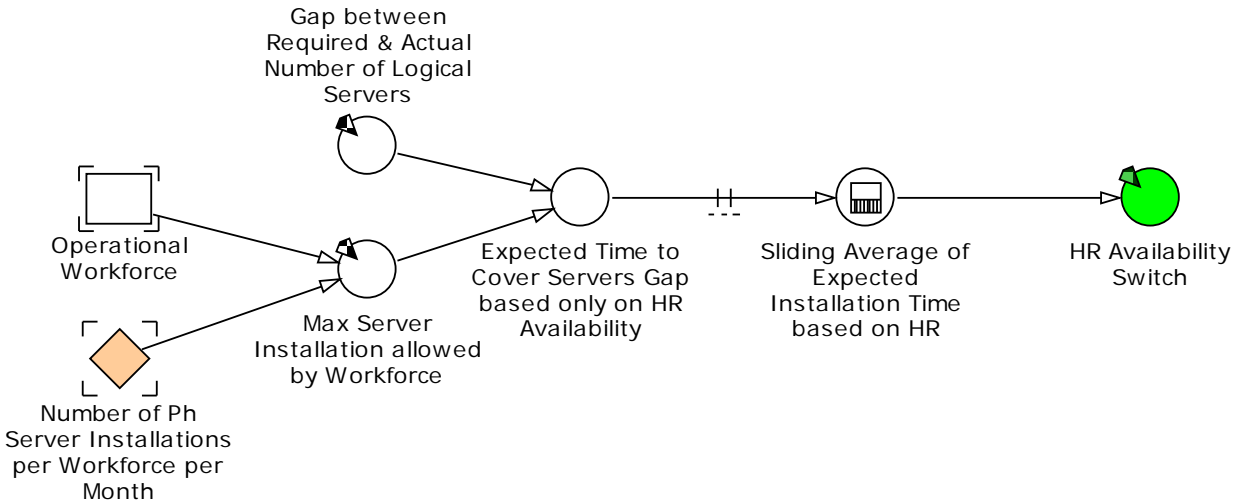 Gap between
Required & Actual
Number of Logical
Servers
Operational
Workforce
Expected Time to
Cover Servers Gap
based only on HR
Availability
Sliding Average of
Expected
Installation Time
based on HR
HR Availability
Switch
Max Server
Installation allowed
by Workforce
Number of Ph
Server Installations
per Workforce per
Month